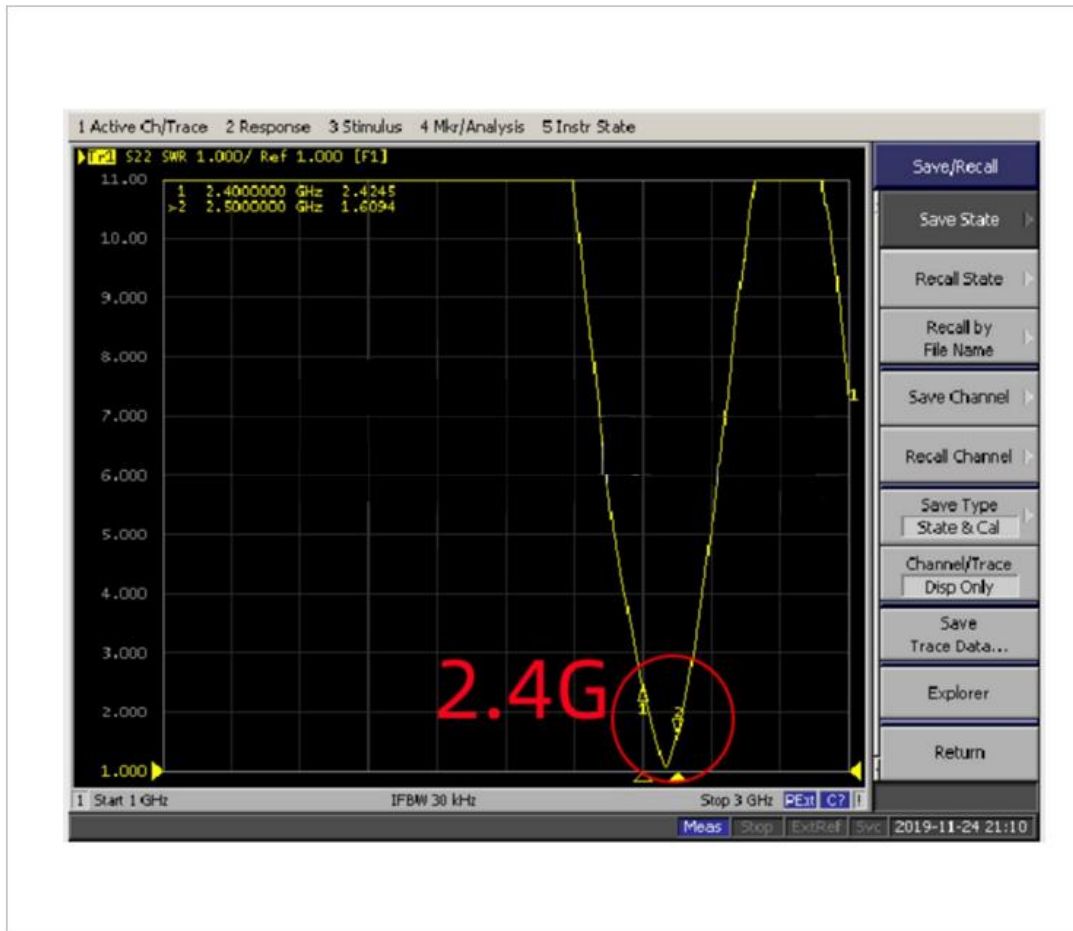 1 Active Ch/Trace 2 Response 3 Stimulus 4 Mkr/Analysis 5 Instr State
Tr1 S22 SWR 1.000/ Ref 1.000 [F1]
11.00
1 2.4000000 GHz 2.4245
>2 2.5000000 GHz 1.6094
10.00
9.000
8.000
7.000
6.000
5.000
4.000
3.000
2.000
1.000
1
2.4G
1
2
Save/Recall
Save State
Recall State
Recall by
File Name
Save Channel
Recall Channel
Save Type
State & Cal
Channel/Trace
Disp Only
Save
Trace Data...
Explorer
Return
1 Start 1 GHz IFBW 30 kHz Stop 3 GHz PExt C? !
Meas Stop ExtRef Svc 2019-11-24 21:10